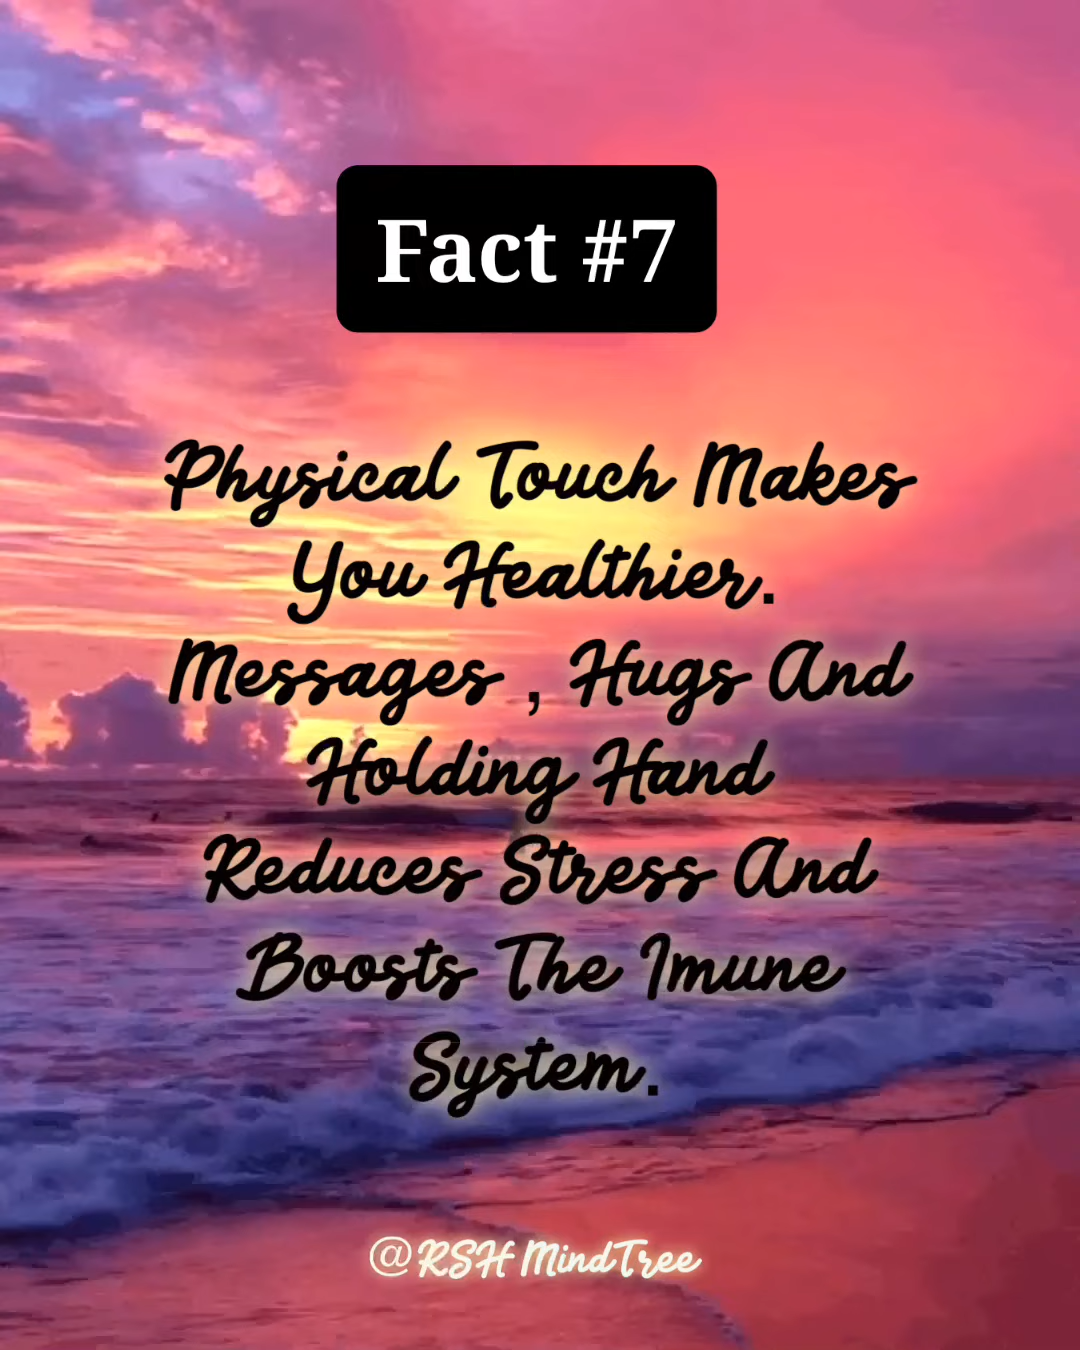 Fact #7
Physical Touch Makes
You Healthier.
Messages , Hugs And
Holding Hand
Reduces Stress And
Boosts The Imune
System.
@RSH MindTree